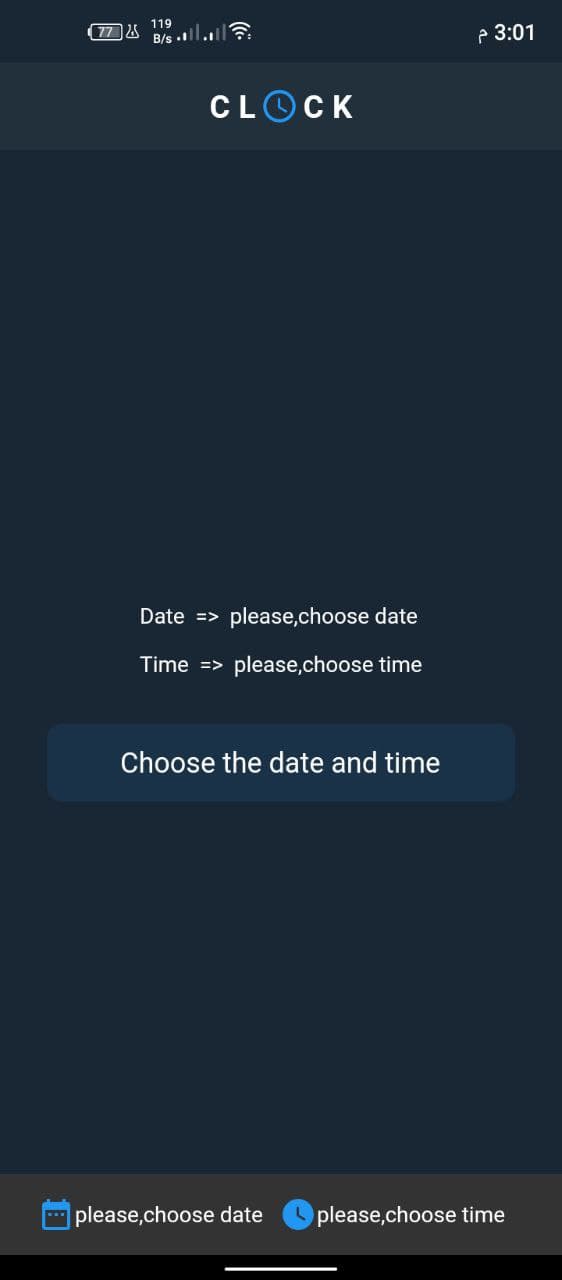 77 119 B/s م 3:01
CLOCK
Date => please,choose date
Time => please,choose time
Choose the date and time
please,choose date please,choose time